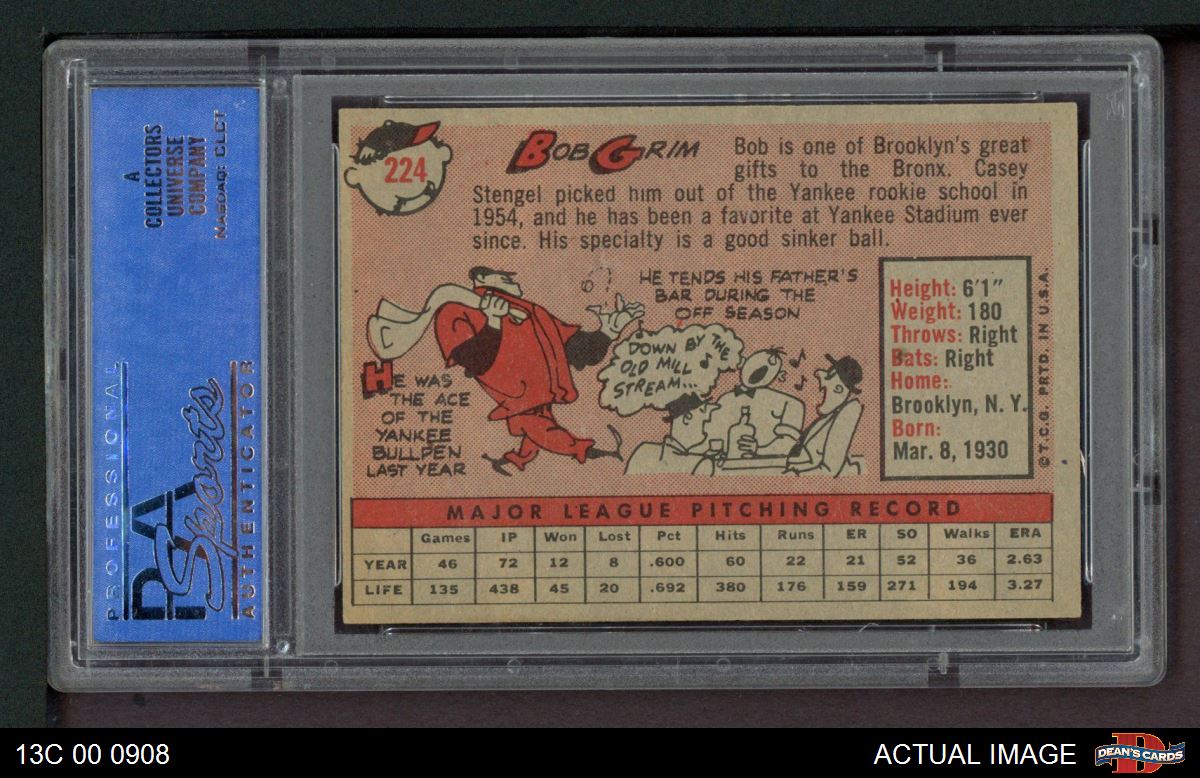 A
COLLECTORS
UNIVERSE
COMPANY
NASDAQ: CLCT
PROFESSIONAL
PSA
Sports
AUTHENTICATOR
224
BOB GRIM
Bob is one of Brooklyn's great
gifts to the Bronx. Casey
Stengel picked him out of the Yankee rookie school in
1954, and he has been a favorite at Yankee Stadium ever
since. His specialty is a good sinker ball.
HE TENDS HIS FATHER'S
BAR DURING THE
OFF SEASON
DOWN BY THE
OLD MILL
STREAM...
HE WAS
THE ACE
OF THE
YANKEE
BULLPEN
LAST YEAR
Height: 6'1"
Weight: 180
Throws: Right
Bats: Right
Home:
Brooklyn, N. Y.
Born:
Mar. 8, 1930
© T.C.G. PRTD. IN U.S.A.
MAJOR LEAGUE PITCHING RECORD
Games IP Won Lost Pct Hits Runs ER SO Walks ERA
YEAR 46 72 12 8 .600 60 22 21 52 36 2.63
LIFE 135 438 45 20 .692 380 176 159 271 194 3.27
13C 00 0908
ACTUAL IMAGE
DEAN'S CARDS